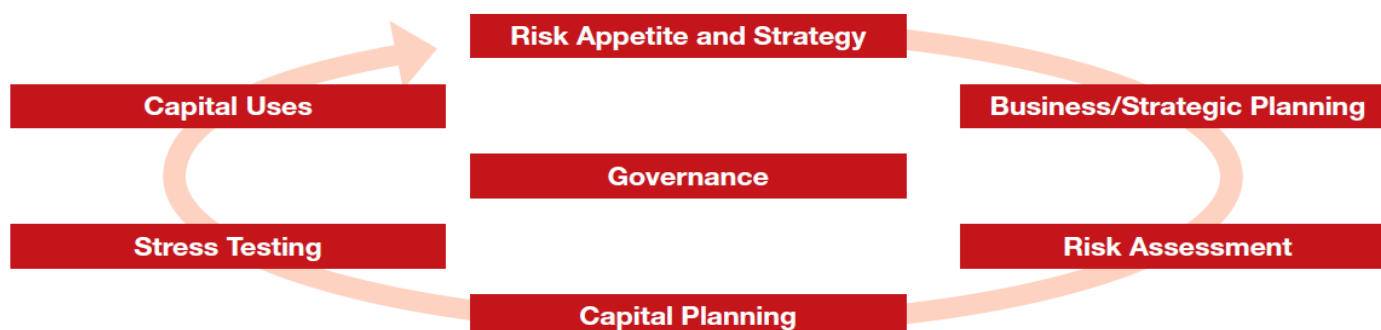 Risk Appetite and Strategy
Capital Uses
Business/Strategic Planning
Governance
Stress Testing
Risk Assessment
Capital Planning